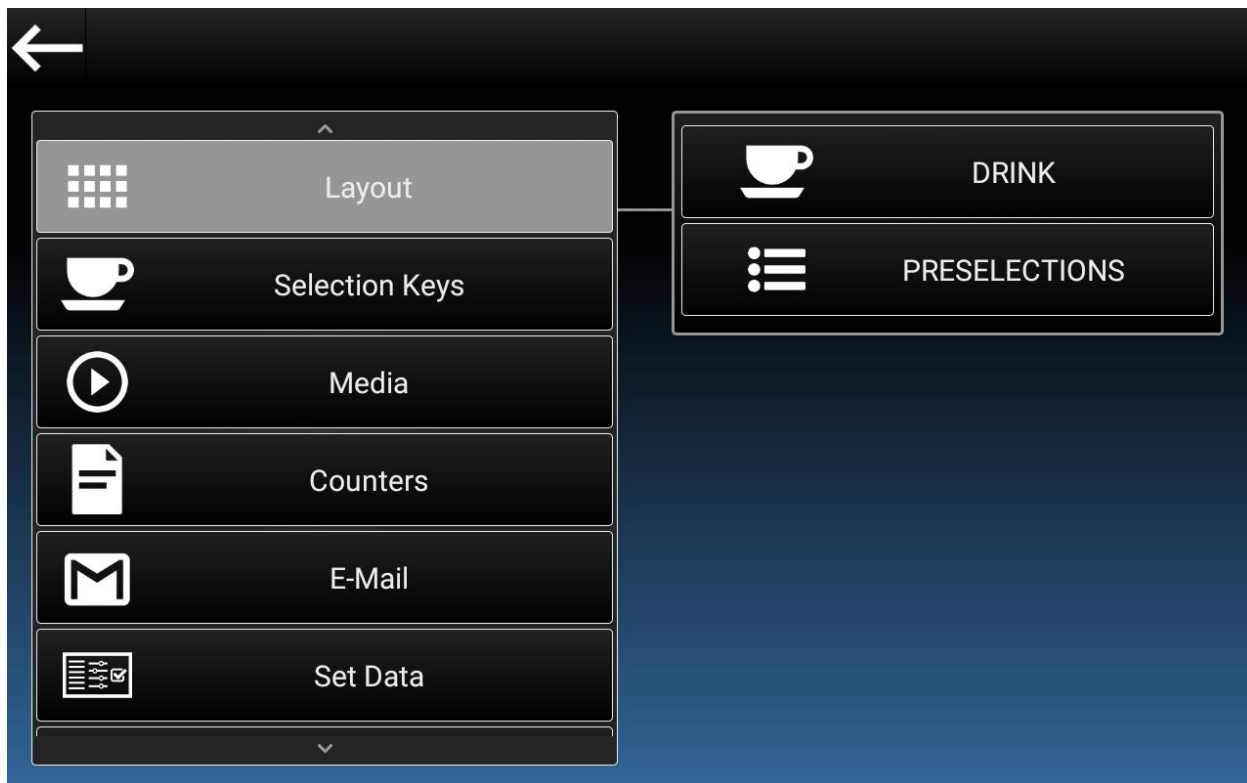 Layout
Selection Keys
Media
Counters
E-Mail
Set Data
DRINK
PRESELECTIONS